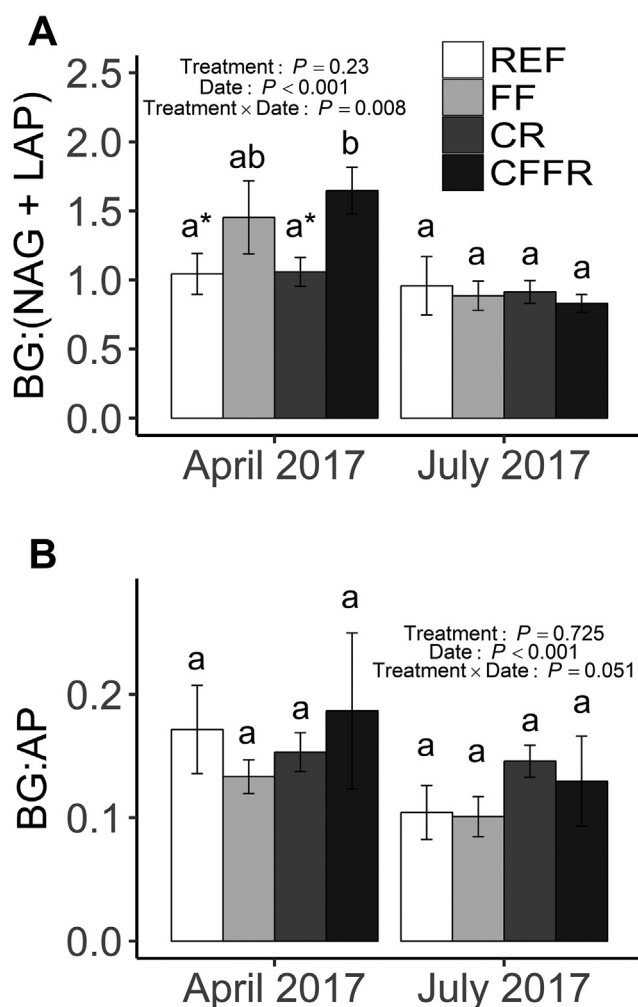 A
BG:(NAG + LAP)
2.5
2.0
1.5
1.0
0.5
0.0
Treatment: P = 0.23
Date: P < 0.001
Treatment × Date: P = 0.008
REF
FF
CR
CFFR
a*
ab
a*
b
a
a
a
a
April 2017
July 2017
B
BG:AP
0.2
0.1
0.0
Treatment: P = 0.725
Date: P < 0.001
Treatment × Date: P = 0.051
a
a
a
a
a
a
a
a
April 2017
July 2017